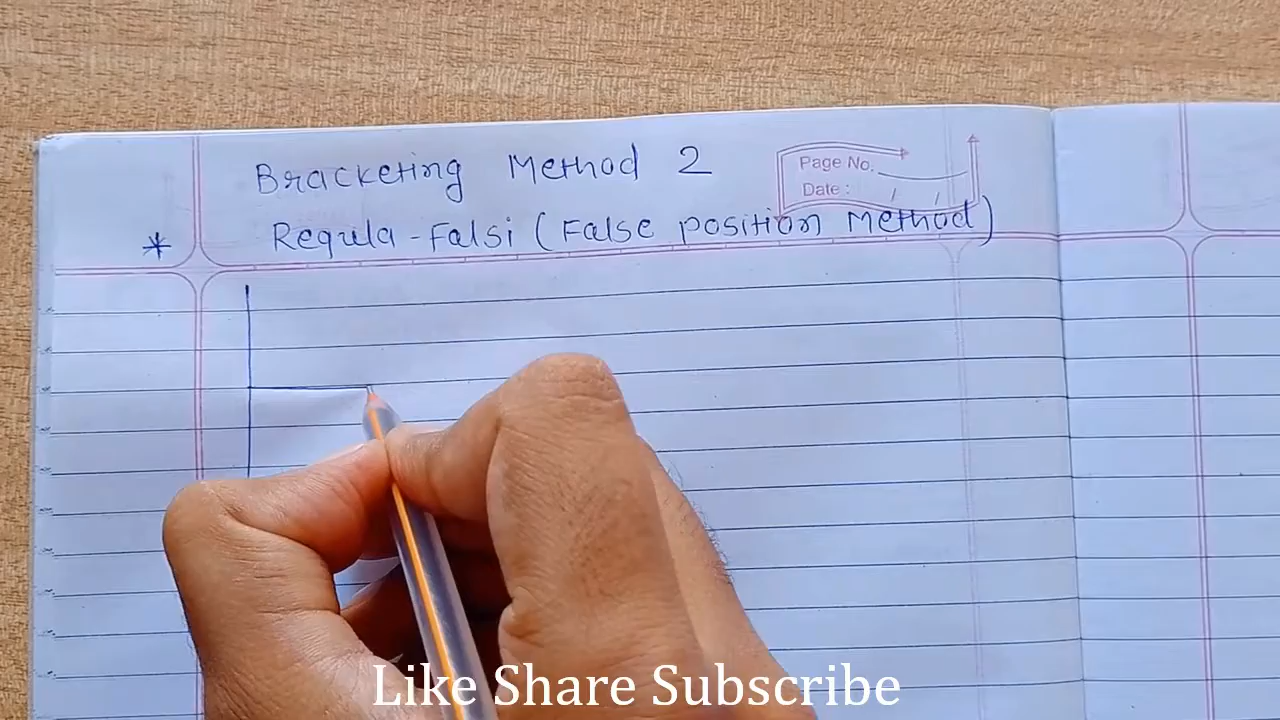 Bracketing Method 2
Page No.
Date : / /
* Regula - Falsi ( False position Method )
Like Share Subscribe